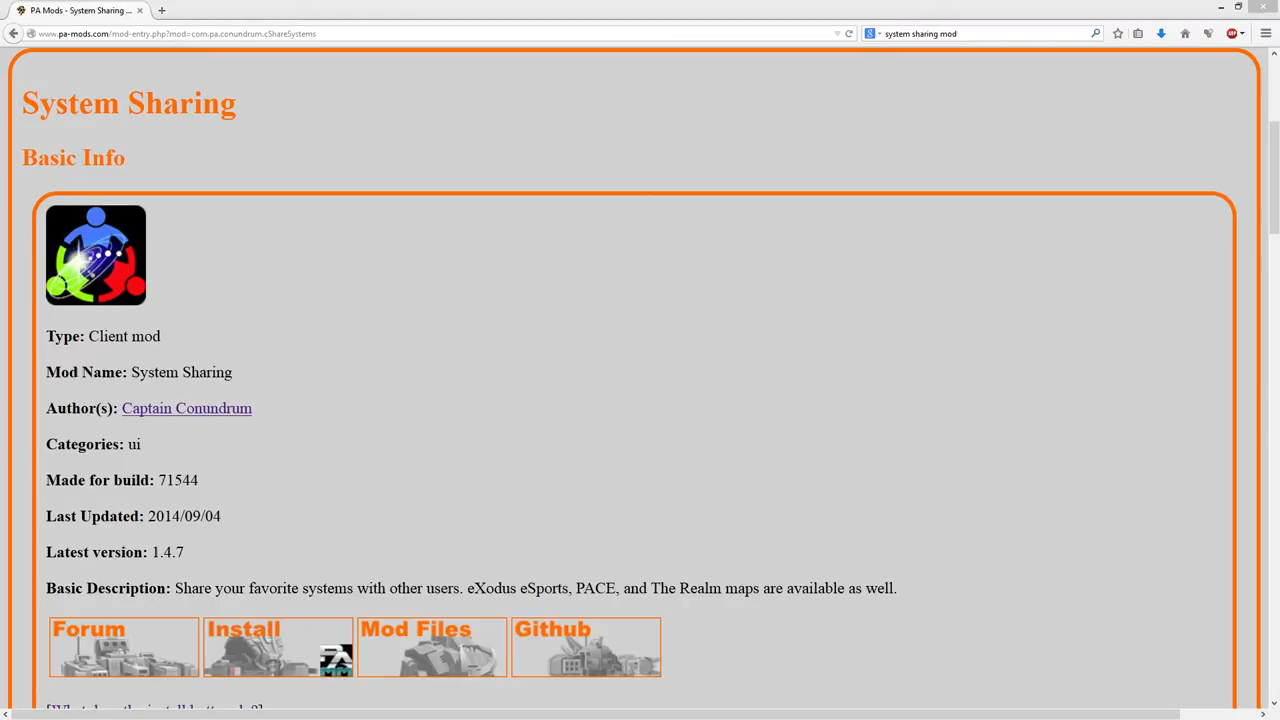 PA Mods - System Sharing ...
www.pa-mods.com/mod-entry.php?mod=com.pa.conundrum.cShareSystems
system sharing mod
System Sharing
Basic Info
Type: Client mod
Mod Name: System Sharing
Author(s): Captain Conundrum
Categories: ui
Made for build: 71544
Last Updated: 2014/09/04
Latest version: 1.4.7
Basic Description: Share your favorite systems with other users. eXodus eSports, PACE, and The Realm maps are available as well.
Forum Install Mod Files Github
PA
MM